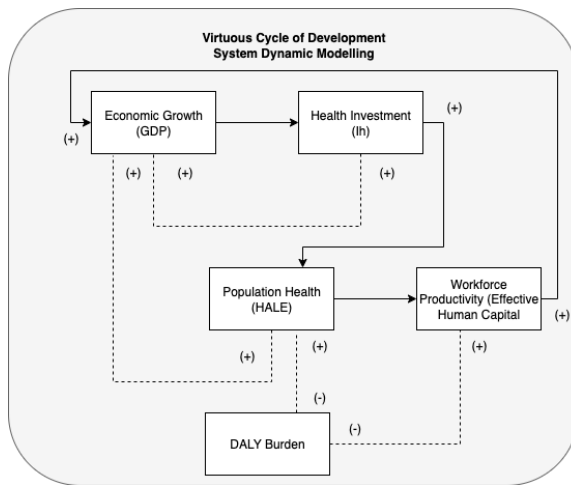 Virtuous Cycle of Development
System Dynamic Modelling
Economic Growth
(GDP)
Health Investment
(Ih)
(+)
(+)
(+)
(+)
(+)
Population Health
(HALE)
Workforce
Productivity (Effective
Human Capital
(+)
(+)
(+)
(+)
(-)
(-)
DALY Burden